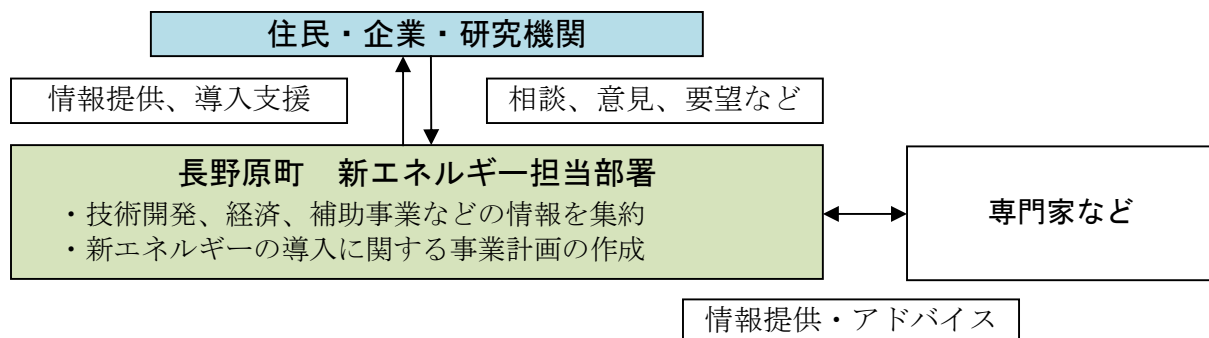 住民・企業・研究機関
情報提供、導入支援
相談、意見、要望など
長野原町　新エネルギー担当部署
・技術開発、経済、補助事業などの情報を集約
・新エネルギーの導入に関する事業計画の作成
専門家など
情報提供・アドバイス